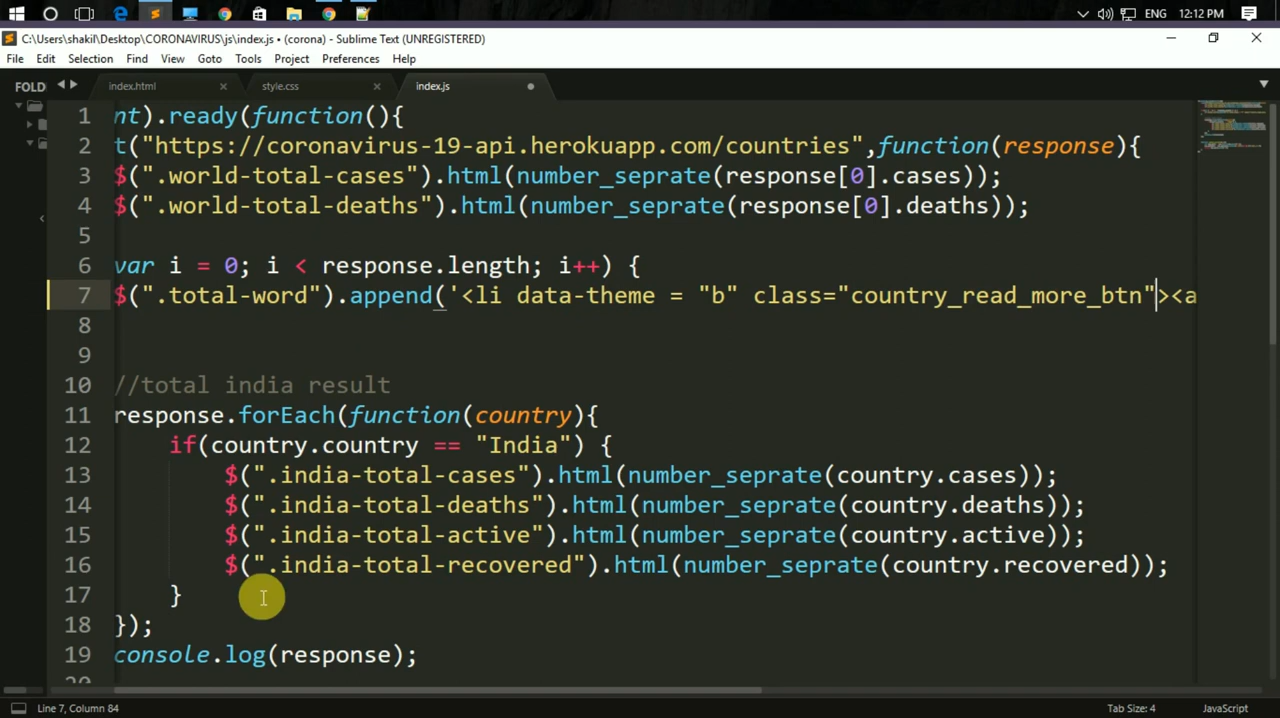 ENG 12:12 PM
C:\Users\shakil\Desktop\CORONAVIRUS\js\index.js • (corona) - Sublime Text (UNREGISTERED)
File Edit Selection Find View Goto Tools Project Preferences Help
FOLD index.html style.css index.js
1 nt).ready(function(){
2 t("https://coronavirus-19-api.herokuapp.com/countries",function(response){
3 $(".world-total-cases").html(number_seprate(response[0].cases));
4 $(".world-total-deaths").html(number_seprate(response[0].deaths));
5
6 var i = 0; i < response.length; i++) {
7 $(".total-word").append('<li data-theme = "b" class="country_read_more_btn"><a
8
9
10 //total india result
11 response.forEach(function(country){
12 if(country.country == "India") {
13 $(".india-total-cases").html(number_seprate(country.cases));
14 $(".india-total-deaths").html(number_seprate(country.deaths));
15 $(".india-total-active").html(number_seprate(country.active));
16 $(".india-total-recovered").html(number_seprate(country.recovered));
17 }
18 });
19 console.log(response);
20
Line 7, Column 84 Tab Size: 4 JavaScript